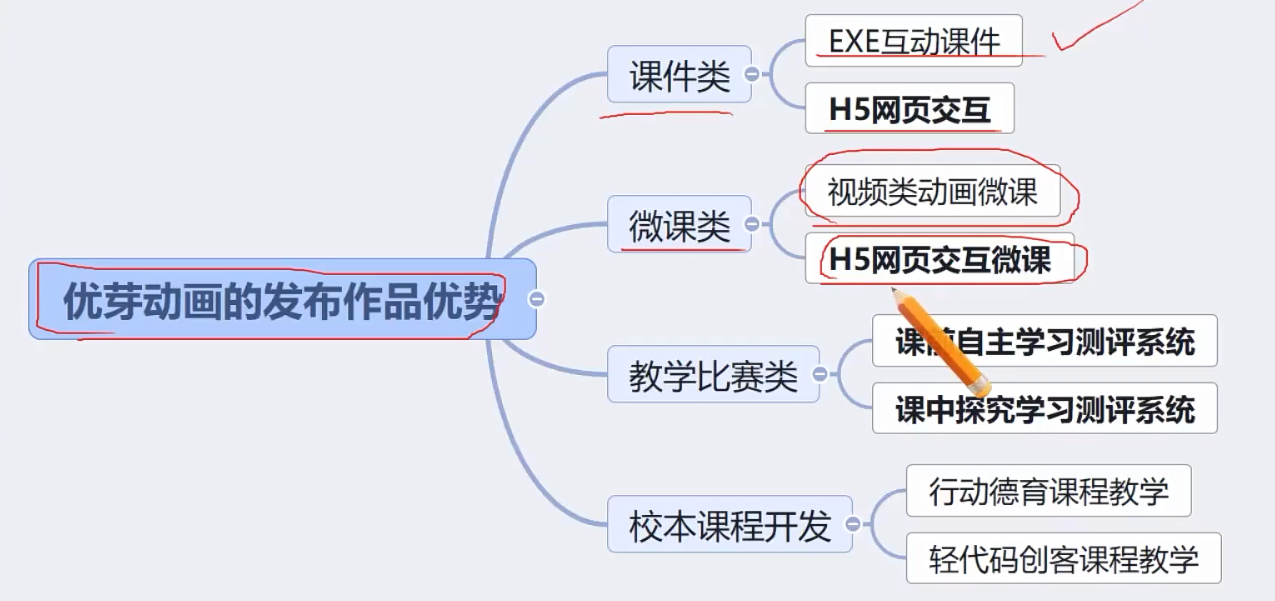 优芽动画的发布作品优势
课件类
EXE互动课件
H5网页交互
微课类
视频类动画微课
H5网页交互微课
教学比赛类
课前自主学习测评系统
课中探究学习测评系统
校本课程开发
行动德育课程教学
轻代码创客课程教学